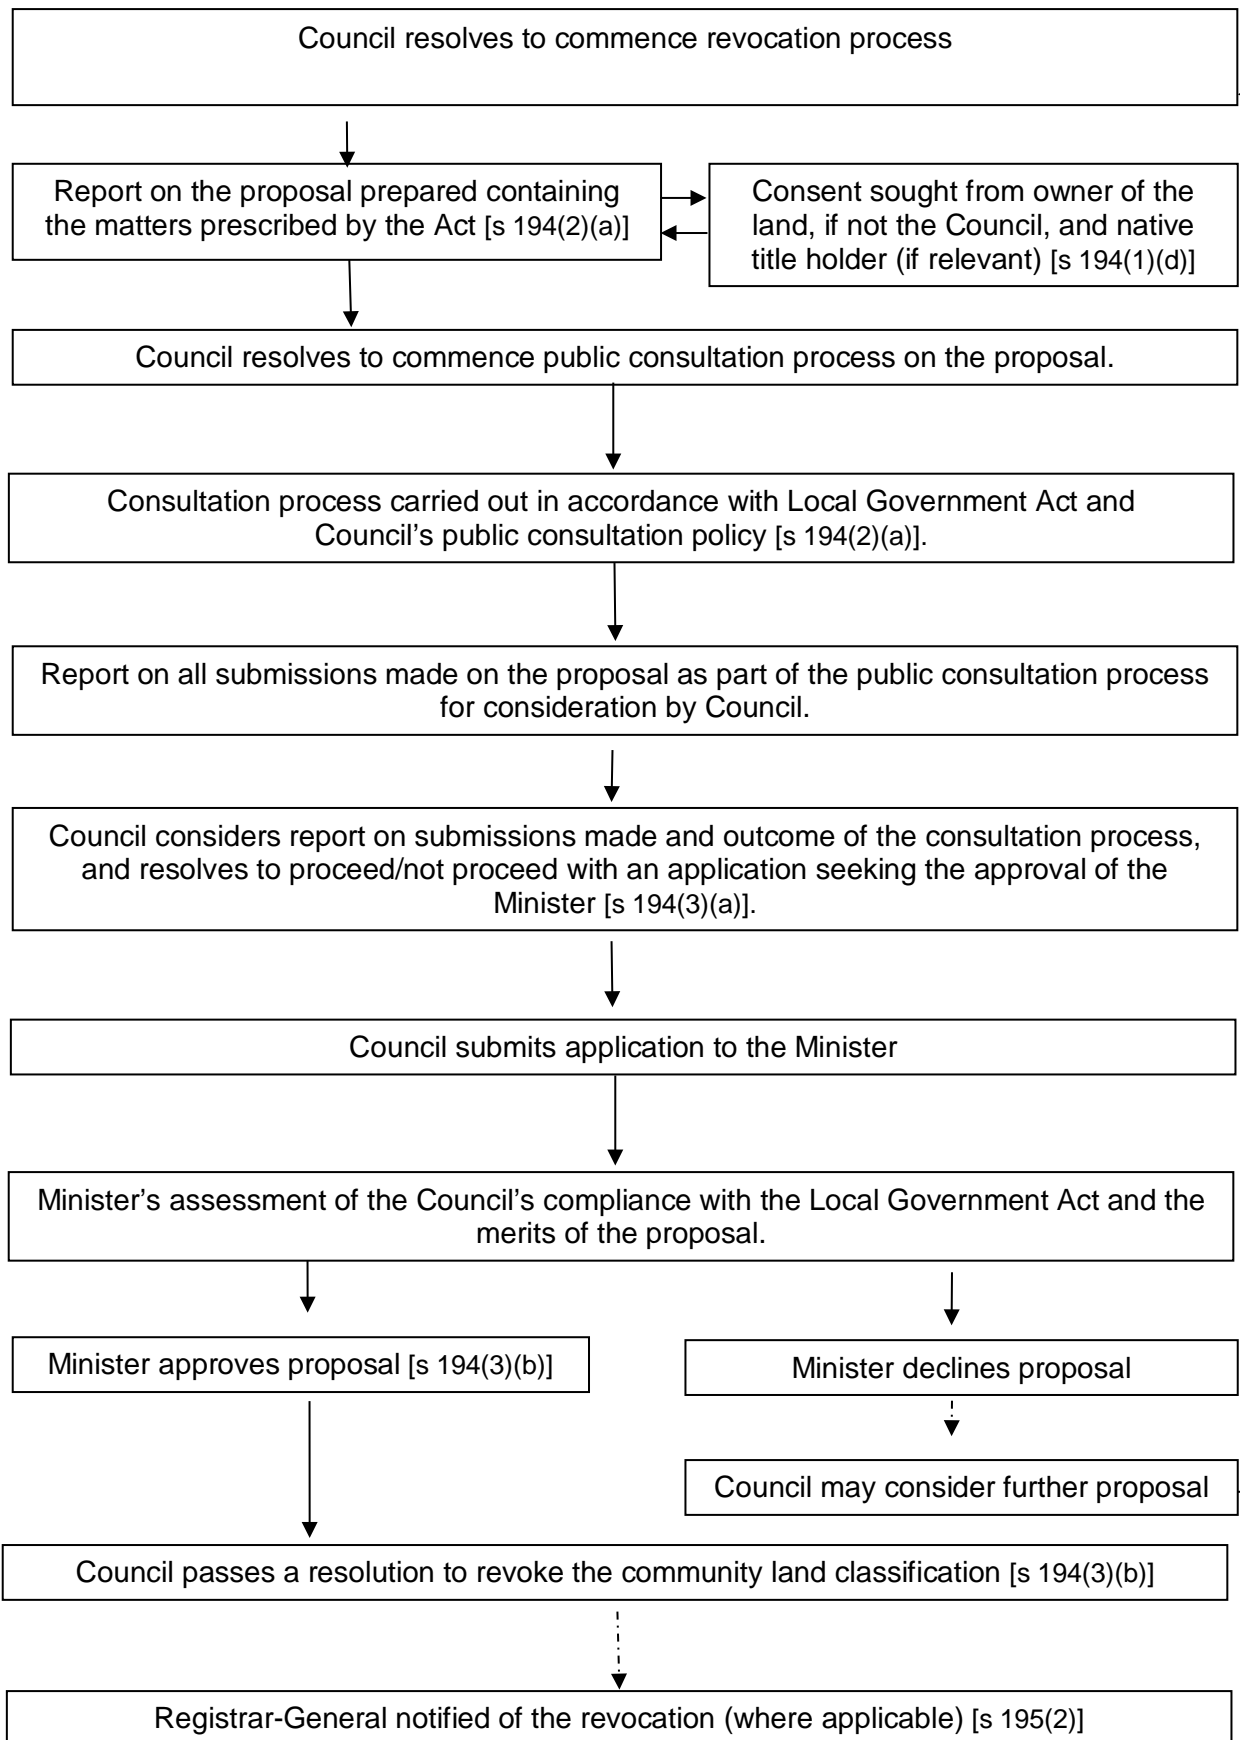 Council resolves to commence revocation process
Report on the proposal prepared containing
the matters prescribed by the Act [s 194(2)(a)]
Consent sought from owner of the
land, if not the Council, and native
title holder (if relevant) [s 194(1)(d)]
Council resolves to commence public consultation process on the proposal.
Consultation process carried out in accordance with Local Government Act and
Council’s public consultation policy [s 194(2)(a)].
Report on all submissions made on the proposal as part of the public consultation process
for consideration by Council.
Council considers report on submissions made and outcome of the consultation process,
and resolves to proceed/not proceed with an application seeking the approval of the
Minister [s 194(3)(a)].
Council submits application to the Minister
Minister’s assessment of the Council’s compliance with the Local Government Act and the
merits of the proposal.
Minister approves proposal [s 194(3)(b)]
Minister declines proposal
Council may consider further proposal
Council passes a resolution to revoke the community land classification [s 194(3)(b)]
Registrar-General notified of the revocation (where applicable) [s 195(2)]